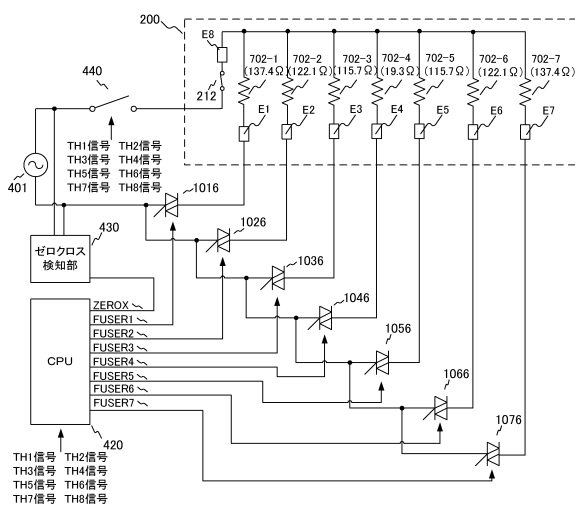 200
E8
702-1 702-2 702-3 702-4 702-5 702-6 702-7
(137.4Ω) (122.1Ω) (115.7Ω) (19.3Ω) (115.7Ω) (122.1Ω) (137.4Ω)
440
212
E1 E2 E3 E4 E5 E6 E7
TH1信号 TH2信号
TH3信号 TH4信号
TH5信号 TH6信号
TH7信号 TH8信号
401
1016
430
1026
ゼロクロス
検知部
1036
ZEROX
1046
FUSER1
FUSER2
1056
FUSER3
CPU
FUSER4
FUSER5
1066
FUSER6
FUSER7
1076
420
TH1信号 TH2信号
TH3信号 TH4信号
TH5信号 TH6信号
TH7信号 TH8信号